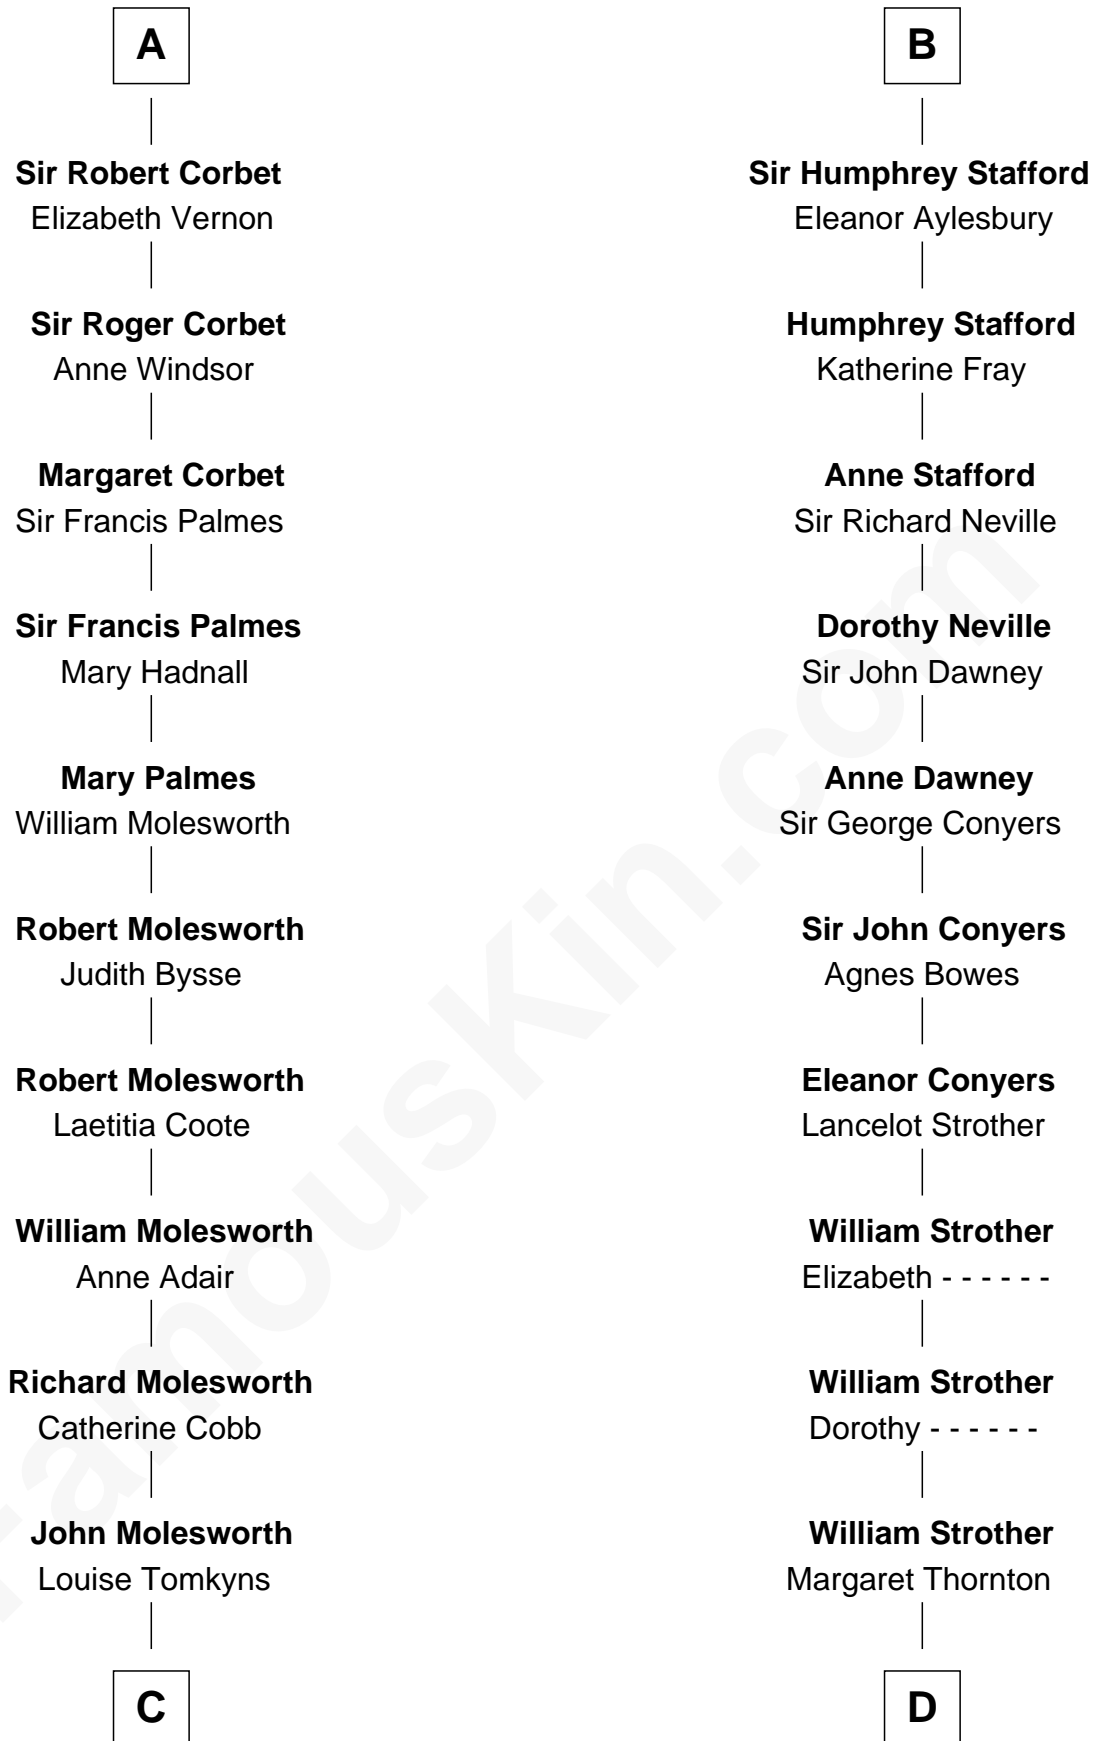 A
Sir Robert Corbet
Elizabeth Vernon
Sir Roger Corbet
Anne Windsor
Margaret Corbet
Sir Francis Palmes
Sir Francis Palmes
Mary Hadnall
Mary Palmes
William Molesworth
Robert Molesworth
Judith Bysse
Robert Molesworth
Laetitia Coote
William Molesworth
Anne Adair
Richard Molesworth
Catherine Cobb
John Molesworth
Louise Tomkyns
C
B
Sir Humphrey Stafford
Eleanor Aylesbury
Humphrey Stafford
Katherine Fray
Anne Stafford
Sir Richard Neville
Dorothy Neville
Sir John Dawney
Anne Dawney
Sir George Conyers
Sir John Conyers
Agnes Bowes
Eleanor Conyers
Lancelot Strother
William Strother
Elizabeth - - - - - -
William Strother
Dorothy - - - - - -
William Strother
Margaret Thornton
D
FamousKin.com